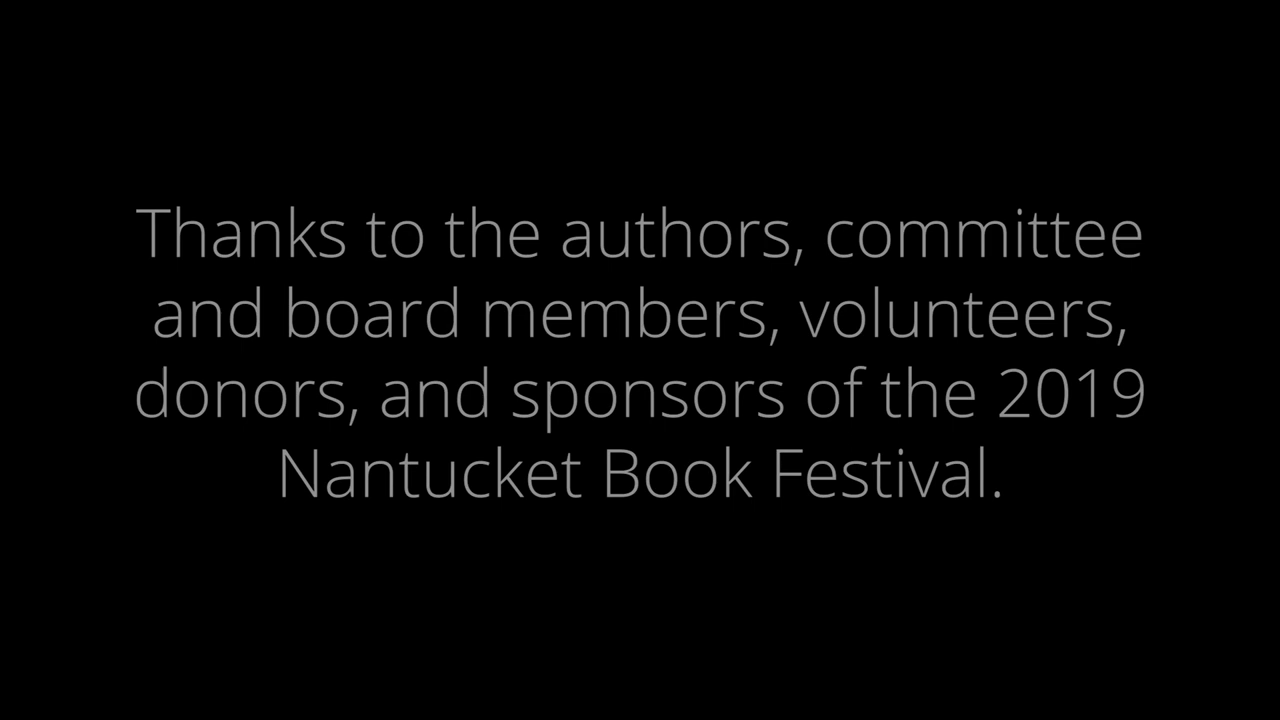 Thanks to the authors, committee
and board members, volunteers,
donors, and sponsors of the 2019
Nantucket Book Festival.